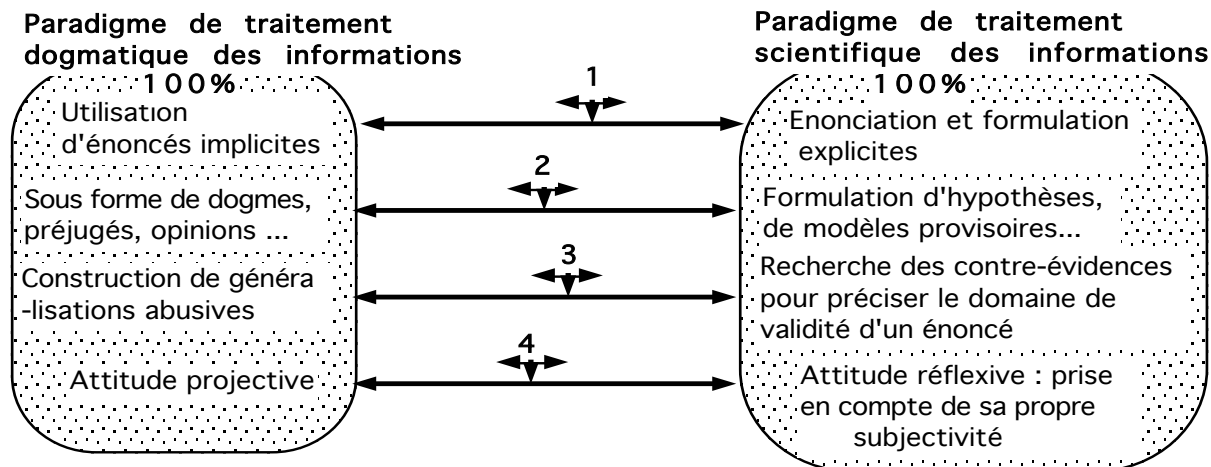 Paradigme de traitement
dogmatique des informations
100%
Utilisation
d'énoncés implicites
Sous forme de dogmes,
préjugés, opinions ...
Construction de généra
-lisations abusives
Attitude projective
1
2
3
4
Paradigme de traitement
scientifique des informations
100%
Enonciation et formulation
explicites
Formulation d'hypothèses,
de modèles provisoires...
Recherche des contre-évidences
pour préciser le domaine de
validité d'un énoncé
Attitude réflexive : prise
en compte de sa propre
subjectivité